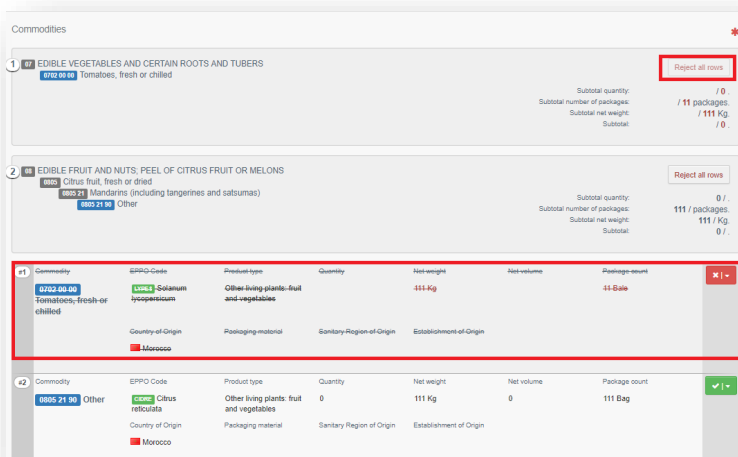 Commodities
*
1 07 EDIBLE VEGETABLES AND CERTAIN ROOTS AND TUBERS
0702 00 00 Tomatoes, fresh or chilled
Reject all rows
Subtotal quantity: / 0 .
Subtotal number of packages: / 11 packages.
Subtotal net weight: / 111 Kg.
Subtotal: / 0 .
2 08 EDIBLE FRUIT AND NUTS; PEEL OF CITRUS FRUIT OR MELONS
0805 Citrus fruit, fresh or dried
0805 21 Mandarins (including tangerines and satsumas)
0805 21 90 Other
Reject all rows
Subtotal quantity: 0 / .
Subtotal number of packages: 111 / packages.
Subtotal net weight: 111 / Kg.
Subtotal: 0 / .
#1 Commodity EPPO Code Product type Quantity Net weight Net volume Package count
0702 00 00 LYPES Solanum Other living plants: fruit 111 Kg 11 Bale
Tomatoes, fresh or lycopersicum and vegetables
chilled
Country of Origin Packaging material Sanitary Region of Origin Establishment of Origin
Morocco
#2 Commodity EPPO Code Product type Quantity Net weight Net volume Package count
0805 21 90 Other CIDRE Citrus Other living plants: fruit 0 111 Kg 0 111 Bag
reticulata and vegetables
Country of Origin Packaging material Sanitary Region of Origin Establishment of Origin
Morocco